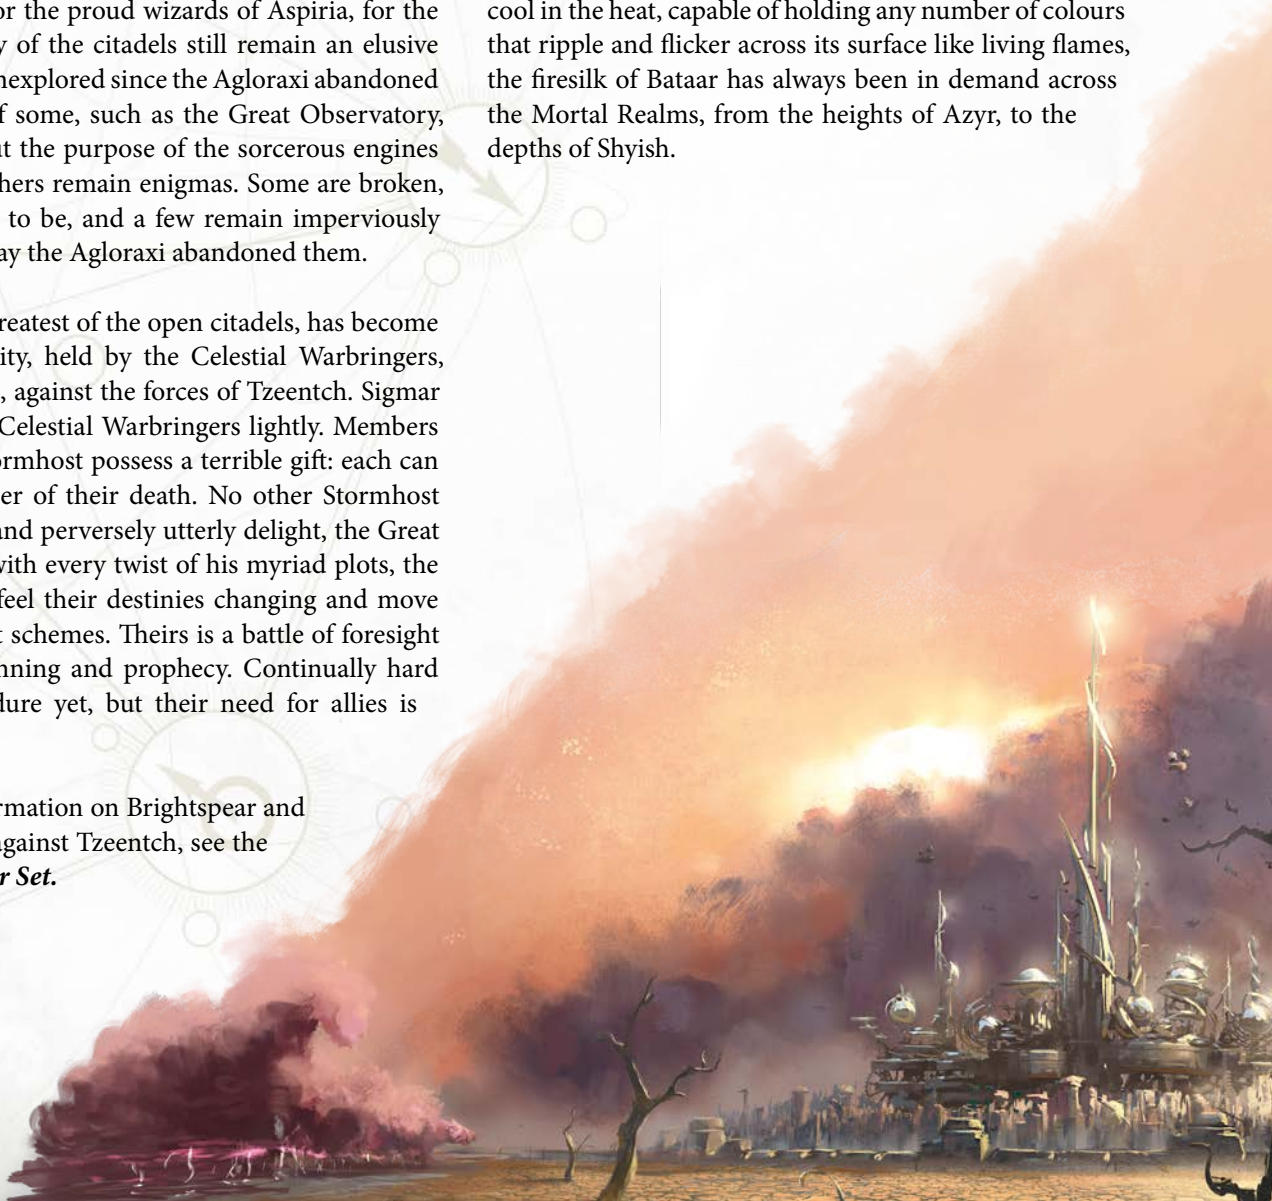 or the proud wizards of Aspiria, for the
y of the citadels still remain an elusive
nexplored since the Agloraxi abandoned
f some, such as the Great Observatory,
ut the purpose of the sorcerous engines
hers remain enigmas. Some are broken,
to be, and a few remain imperviously
ay the Agloraxi abandoned them.
reatest of the open citadels, has become
ity, held by the Celestial Warbringers,
, against the forces of Tzeentch. Sigmar
Celestial Warbringers lightly. Members
ormhost possess a terrible gift: each can
er of their death. No other Stormhost
and perversely utterly delight, the Great
with every twist of his myriad plots, the
feel their destinies changing and move
t schemes. Theirs is a battle of foresight
nning and prophecy. Continually hard
dure yet, but their need for allies is
rmation on Brightspear and
against Tzeentch, see the
r Set.
cool in the heat, capable of holding any number of colours
that ripple and flicker across its surface like living flames,
the firesilk of Bataar has always been in demand across
the Mortal Realms, from the heights of Azyr, to the
depths of Shyish.